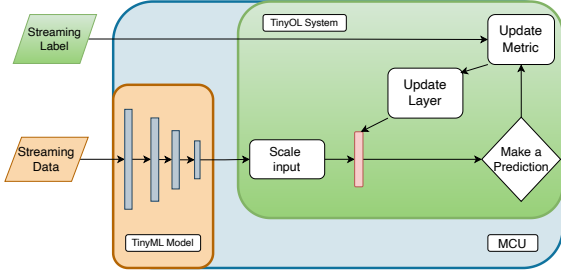 Streaming
Label
TinyOL System
Update
Metric
Update
Layer
Streaming
Data
Scale
input
Make a
Prediction
TinyML Model
MCU